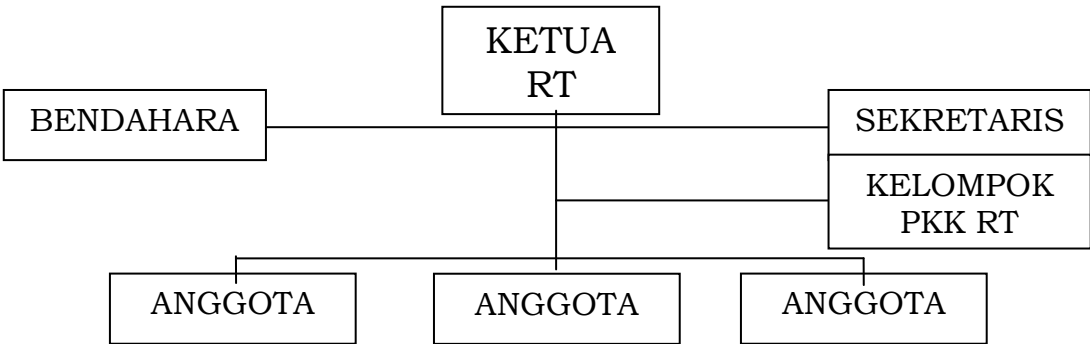 KETUA
RT
BENDAHARA
SEKRETARIS
KELOMPOK
PKK RT
ANGGOTA
ANGGOTA
ANGGOTA